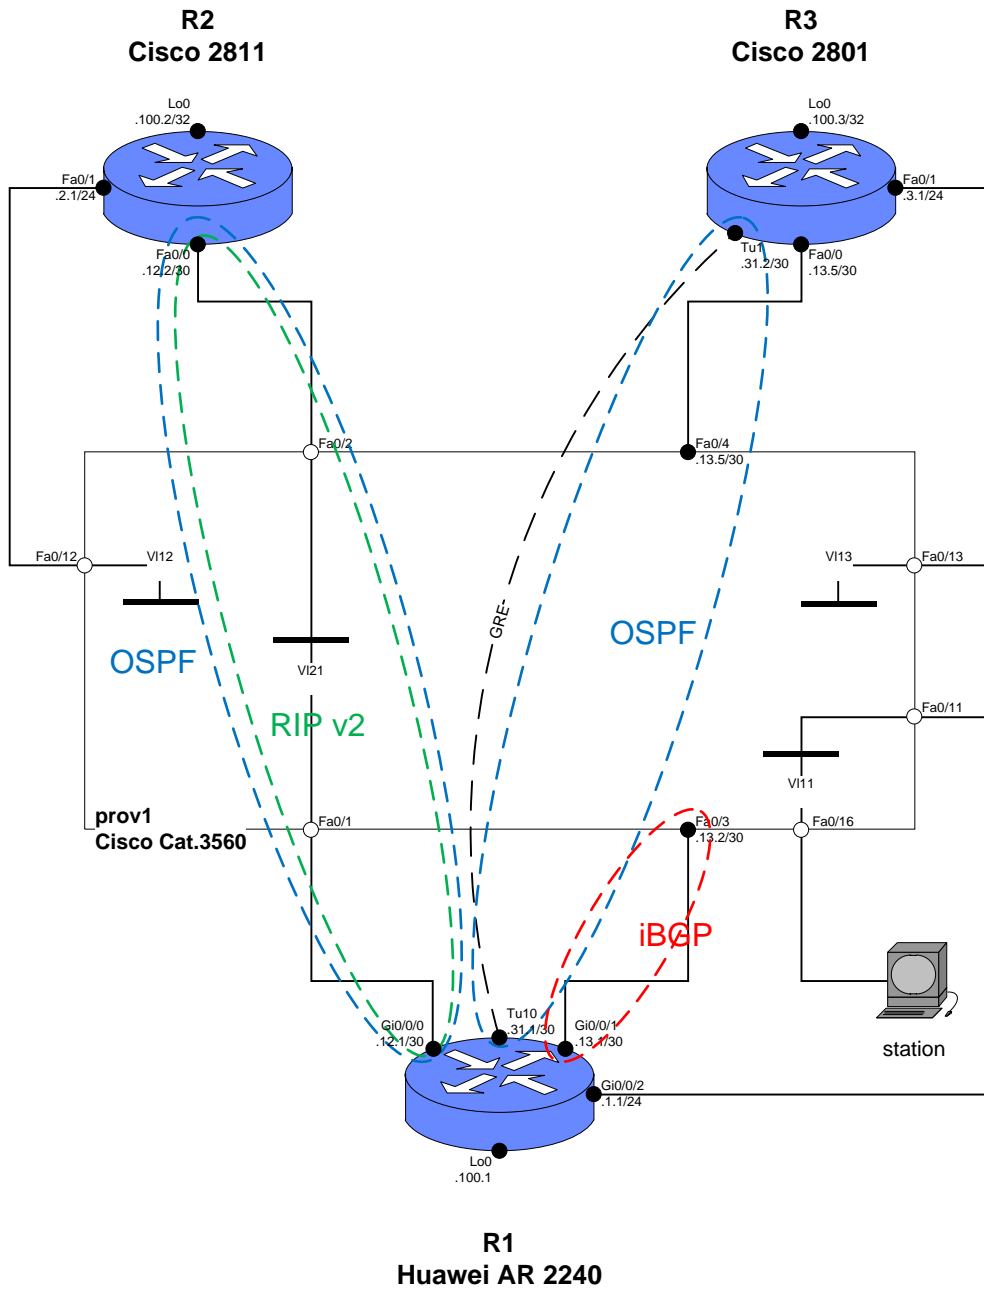 R2
Cisco 2811
R3
Cisco 2801
Lo0
.100.2/32
Lo0
.100.3/32
Fa0/1
.2.1/24
Fa0/1
.3.1/24
Fa0/0
.12.2/30
Tu1
.31.2/30
Fa0/0
.13.5/30
Fa0/2
Fa0/4
.13.5/30
Fa0/12
Vl12
Vl13
Fa0/13
GRE
OSPF
OSPF
Vl21
RIP v2
Fa0/11
Vl11
prov1
Cisco Cat.3560
Fa0/1
Fa0/3
.13.2/30
Fa0/16
iBGP
Gi0/0/0
.12.1/30
Tu10
.31.1/30
Gi0/0/1
.13.1/30
station
Gi0/0/2
.1.1/24
Lo0
.100.1
R1
Huawei AR 2240